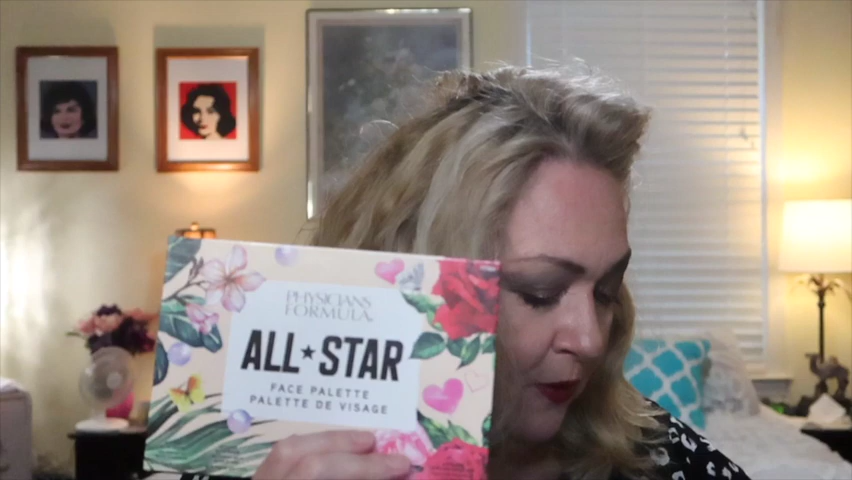 PHYSICIANS
FORMULA®
ALL★STAR
FACE PALETTE
PALETTE DE VISAGE